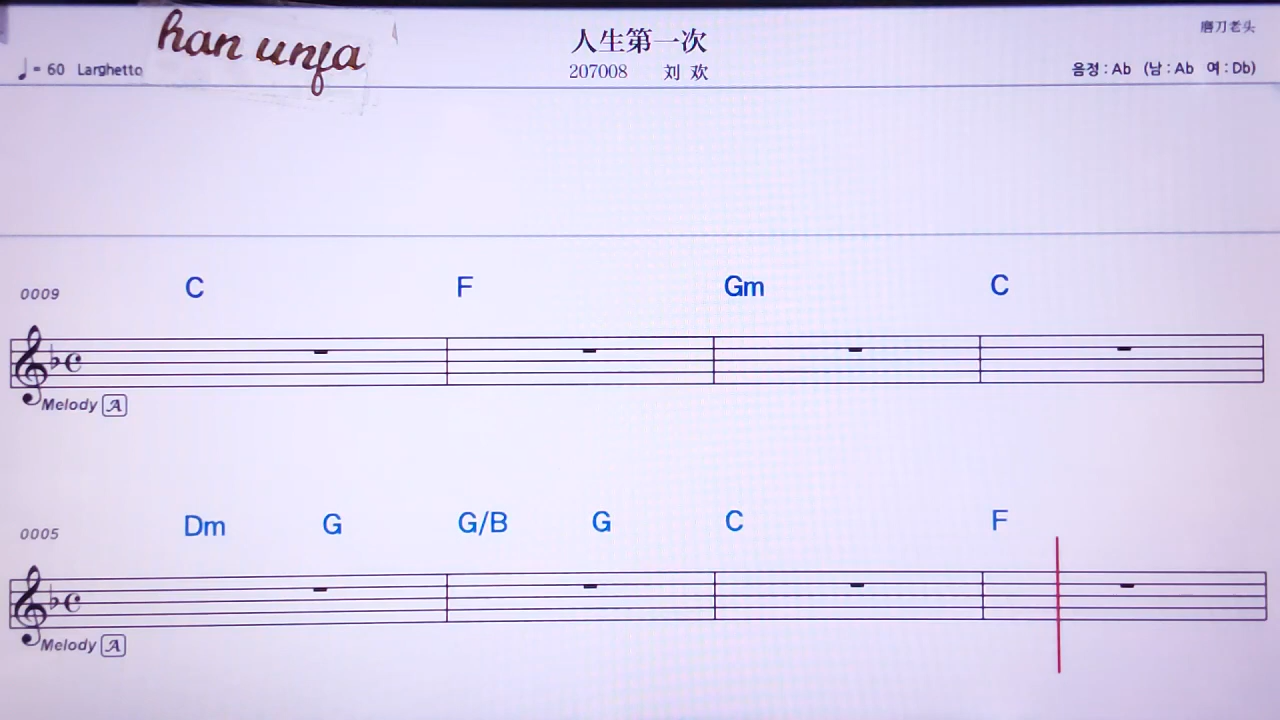 han unfa
人生第一次
磨刀老头
♩= 60 Larghetto
207008 刘 欢
음정 : Ab (남 : Ab 여 : Db)
0009 C F Gm C
Melody A
0005 Dm G G/B G C F
Melody A